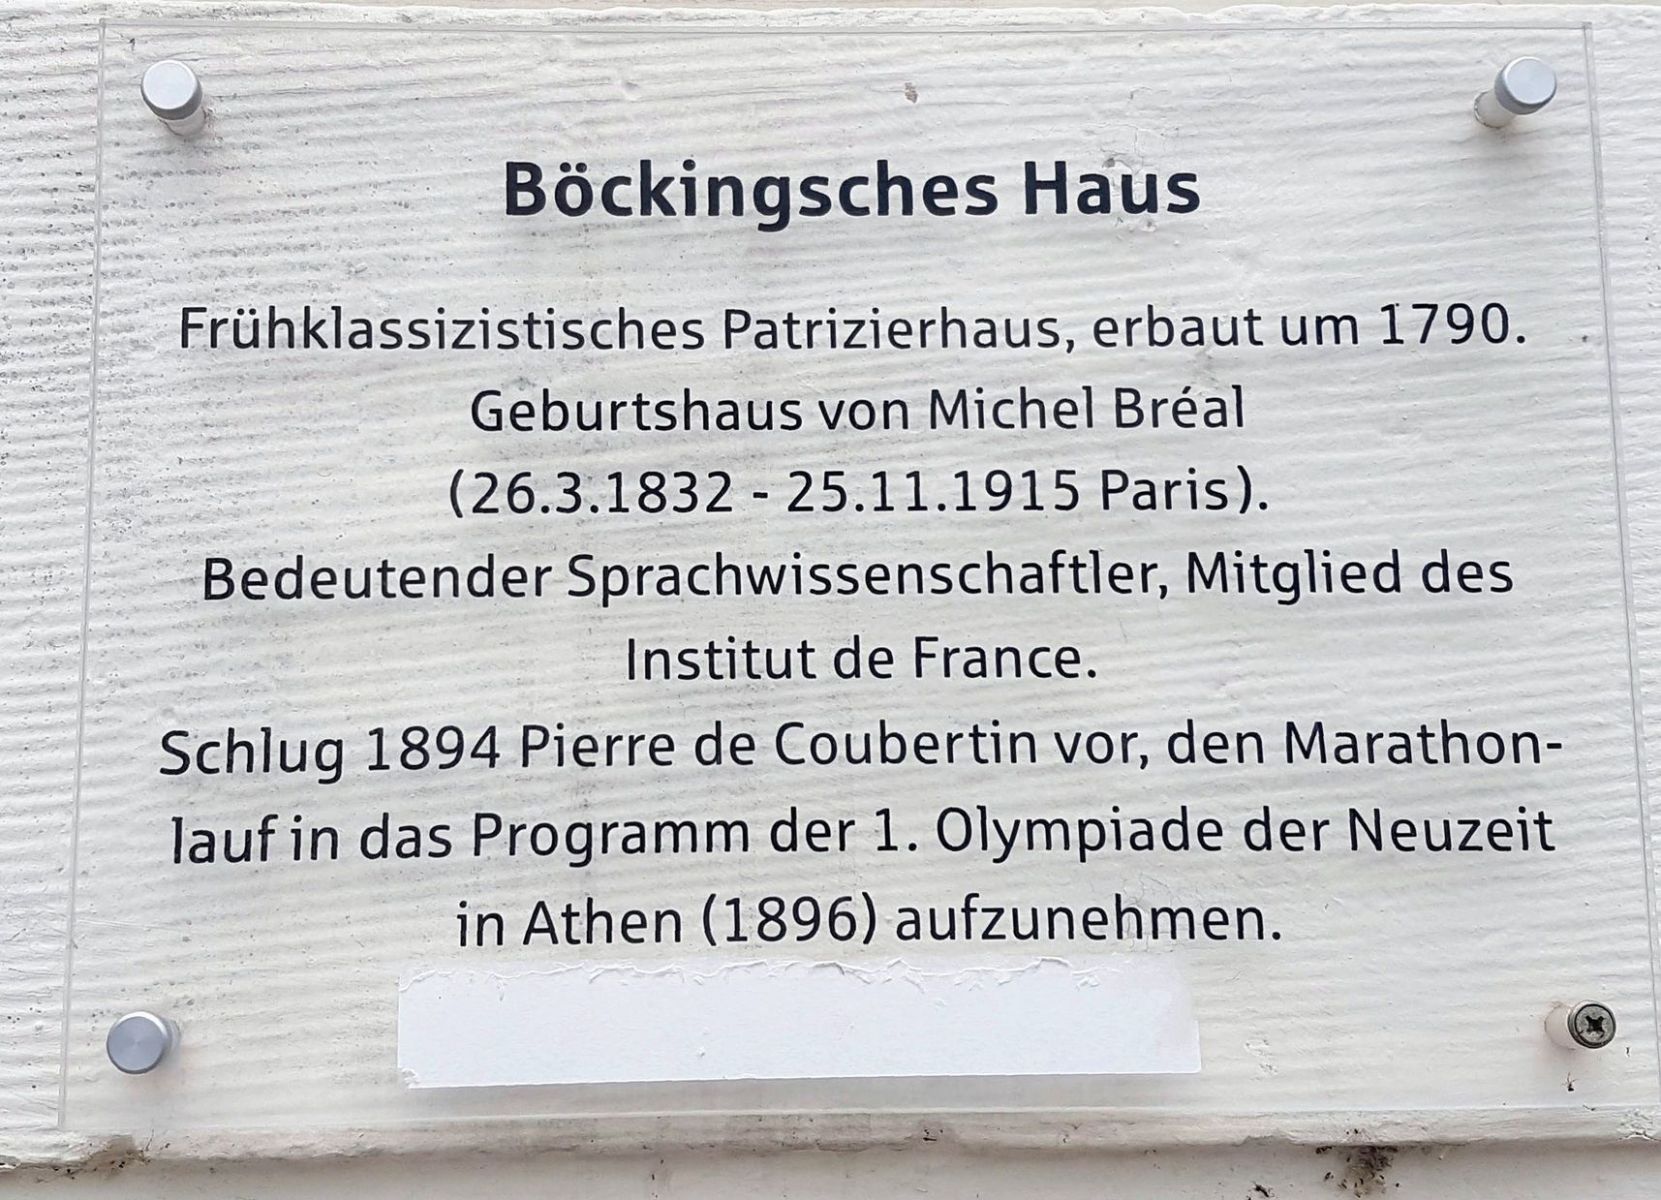 Böckingsches Haus
Frühklassizistisches Patrizierhaus, erbaut um 1790.
Geburtshaus von Michel Bréal
(26.3.1832 - 25.11.1915 Paris).
Bedeutender Sprachwissenschaftler, Mitglied des
Institut de France.
Schlug 1894 Pierre de Coubertin vor, den Marathon-
lauf in das Programm der 1. Olympiade der Neuzeit
in Athen (1896) aufzunehmen.